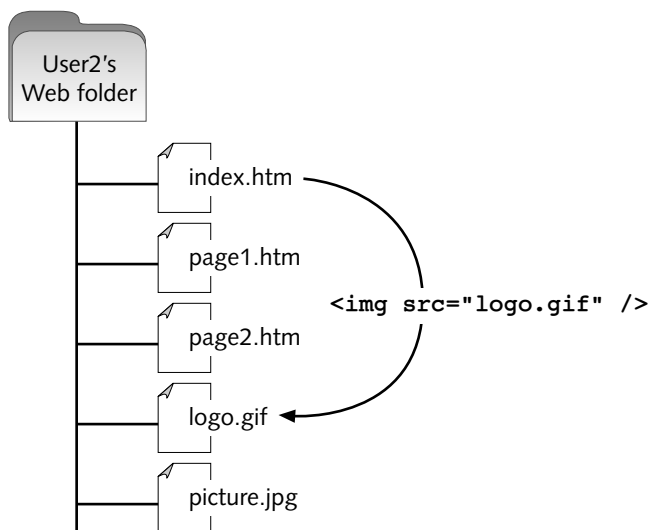 User2's
Web folder
index.htm
page1.htm
<img src="logo.gif" />
page2.htm
logo.gif
picture.jpg